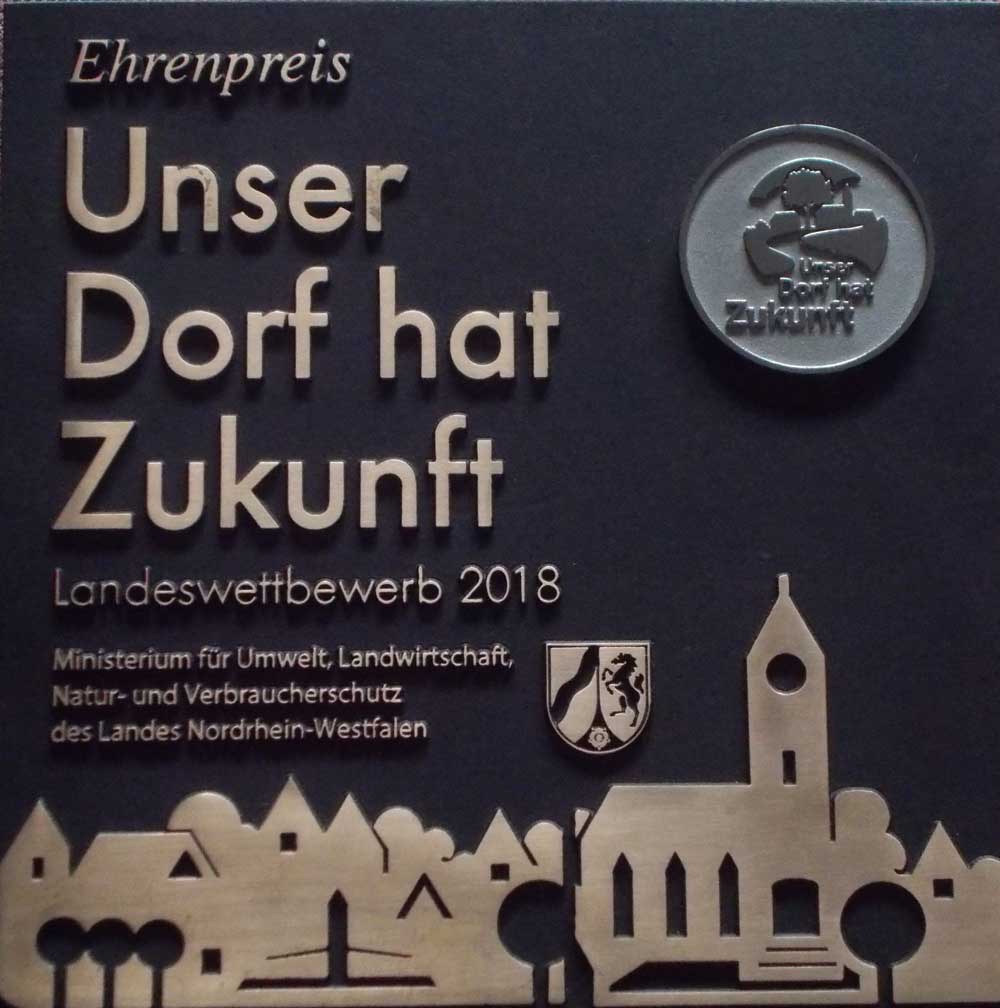 Ehrenpreis
Unser
Dorf hat
Zukunft
Landeswettbewerb 2018
Ministerium für Umwelt, Landwirtschaft,
Natur- und Verbraucherschutz
des Landes Nordrhein-Westfalen
Unser
Dorf hat
Zukunft